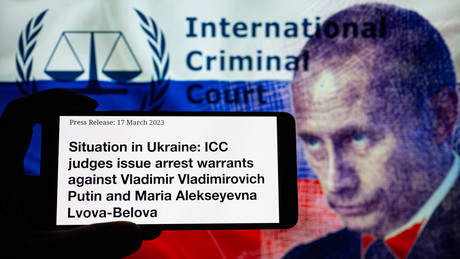 International
Criminal
Court
Press Release: 17 March 2023
Situation in Ukraine: ICC
judges issue arrest warrants
against Vladimir Vladimirovich
Putin and Maria Alekseyevna
Lvova-Belova